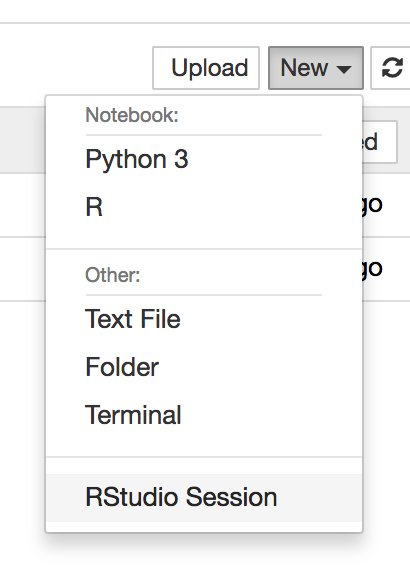 Upload New
Notebook:
ed
Python 3
R
go
Other:
go
Text File
Folder
Terminal
RStudio Session